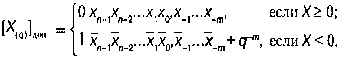 [X₍q₎]доп = { 0 xₙ₋₁xₙ₋₂...x₁x₀,x₋₁...x₋ₘ, если X ≥ 0;
1 x̅ₙ₋₁x̅ₙ₋₂...x̅₁x̅₀,x̅₋₁...x̅₋ₘ + q⁻ᵐ, если X < 0.